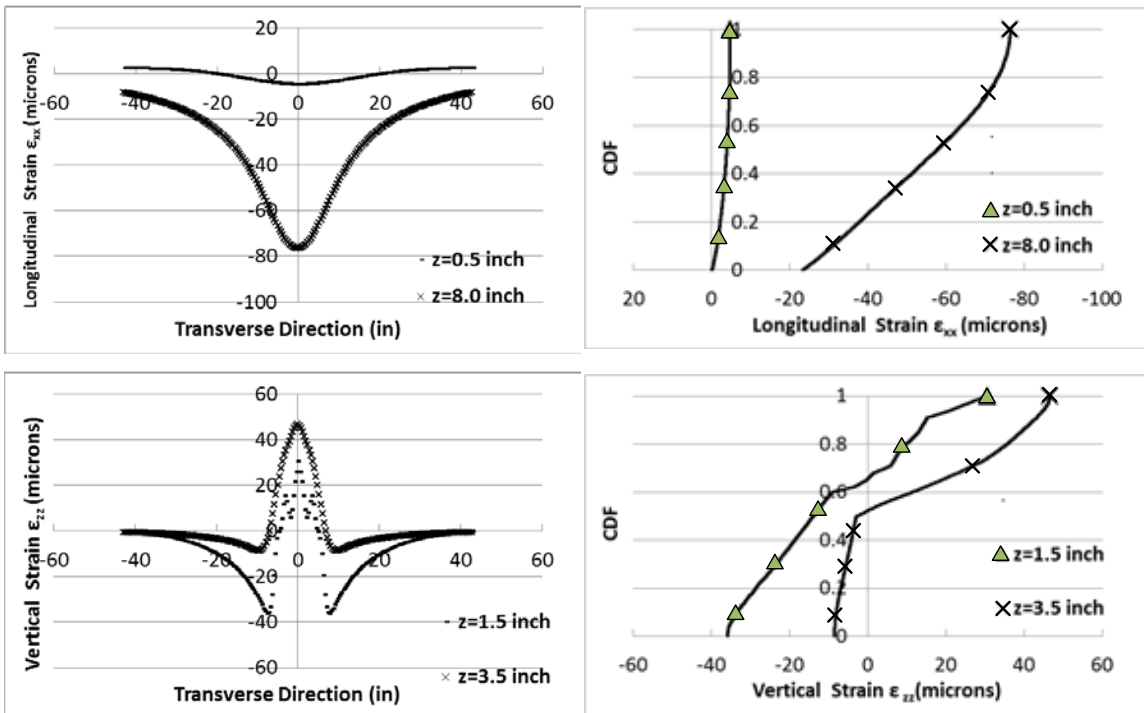 20
0
-60 -40 -20 0 20 40 60
-20
-40
-60
-80
-100
Longitudinal Strain εxx (microns)
Transverse Direction (in)
z=0.5 inch
z=8.0 inch
1
0.8
0.6
0.4
0.2
0
CDF
20 0 -20 -40 -60 -80 -100
Longitudinal Strain εxx (microns)
z=0.5 inch
z=8.0 inch
60
40
20
0
-60 -40 -20 0 20 40 60
-20
-40
-60
Vertical Strain εzz (microns)
Transverse Direction (in)
z=1.5 inch
z=3.5 inch
1
0.8
0.6
0.4
0.2
0
CDF
-60 -40 -20 0 20 40 60
Vertical Strain εzz(microns)
z=1.5 inch
z=3.5 inch